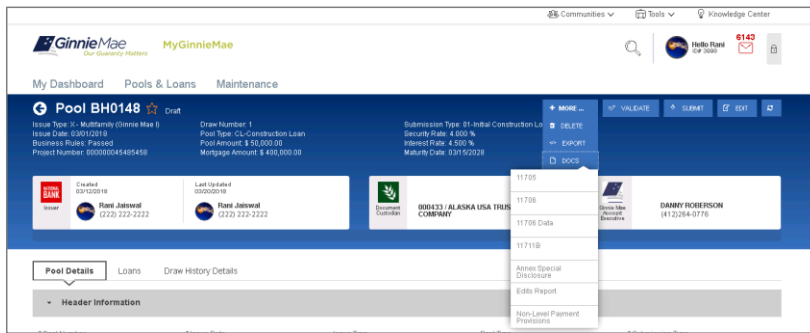 Communities
Tools
Knowledge Center
GinnieMae
Our Guaranty Matters
MyGinnieMae
Hello Rani
ID# 3890
6143
My Dashboard Pools & Loans Maintenance
Pool BH0148 Draft
+ MORE ...
VALIDATE
SUBMIT
EDIT
Issue Type: X - Multifamily (Ginnie Mae I)
Issue Date: 03/01/2018
Business Rules: Passed
Project Number: 000000045485458
Draw Number: 1
Pool Type: CL-Construction Loan
Pool Amount: $ 50,000.00
Mortgage Amount: $ 400,000.00
Submission Type: 01-Initial Construction Lo
Security Rate: 4.000 %
Interest Rate: 4.500 %
Maturity Date: 03/15/2028
DELETE
EXPORT
DOCS
11705
11706
11706 Data
11711B
Annex Special
Disclosure
Edits Report
Non-Level Payment
Provisions
NATIONAL
BANK
Issuer
Created
03/12/2018
Rani Jaiswal
(222) 222-2222
Last Updated
03/20/2018
Rani Jaiswal
(222) 222-2222
Document
Custodian
000433 / ALASKA USA TRUS
COMPANY
Ginnie Mae
Account
Executive
DANNY ROBERSON
(412)264-0776
Pool Details Loans Draw History Details
Header Information